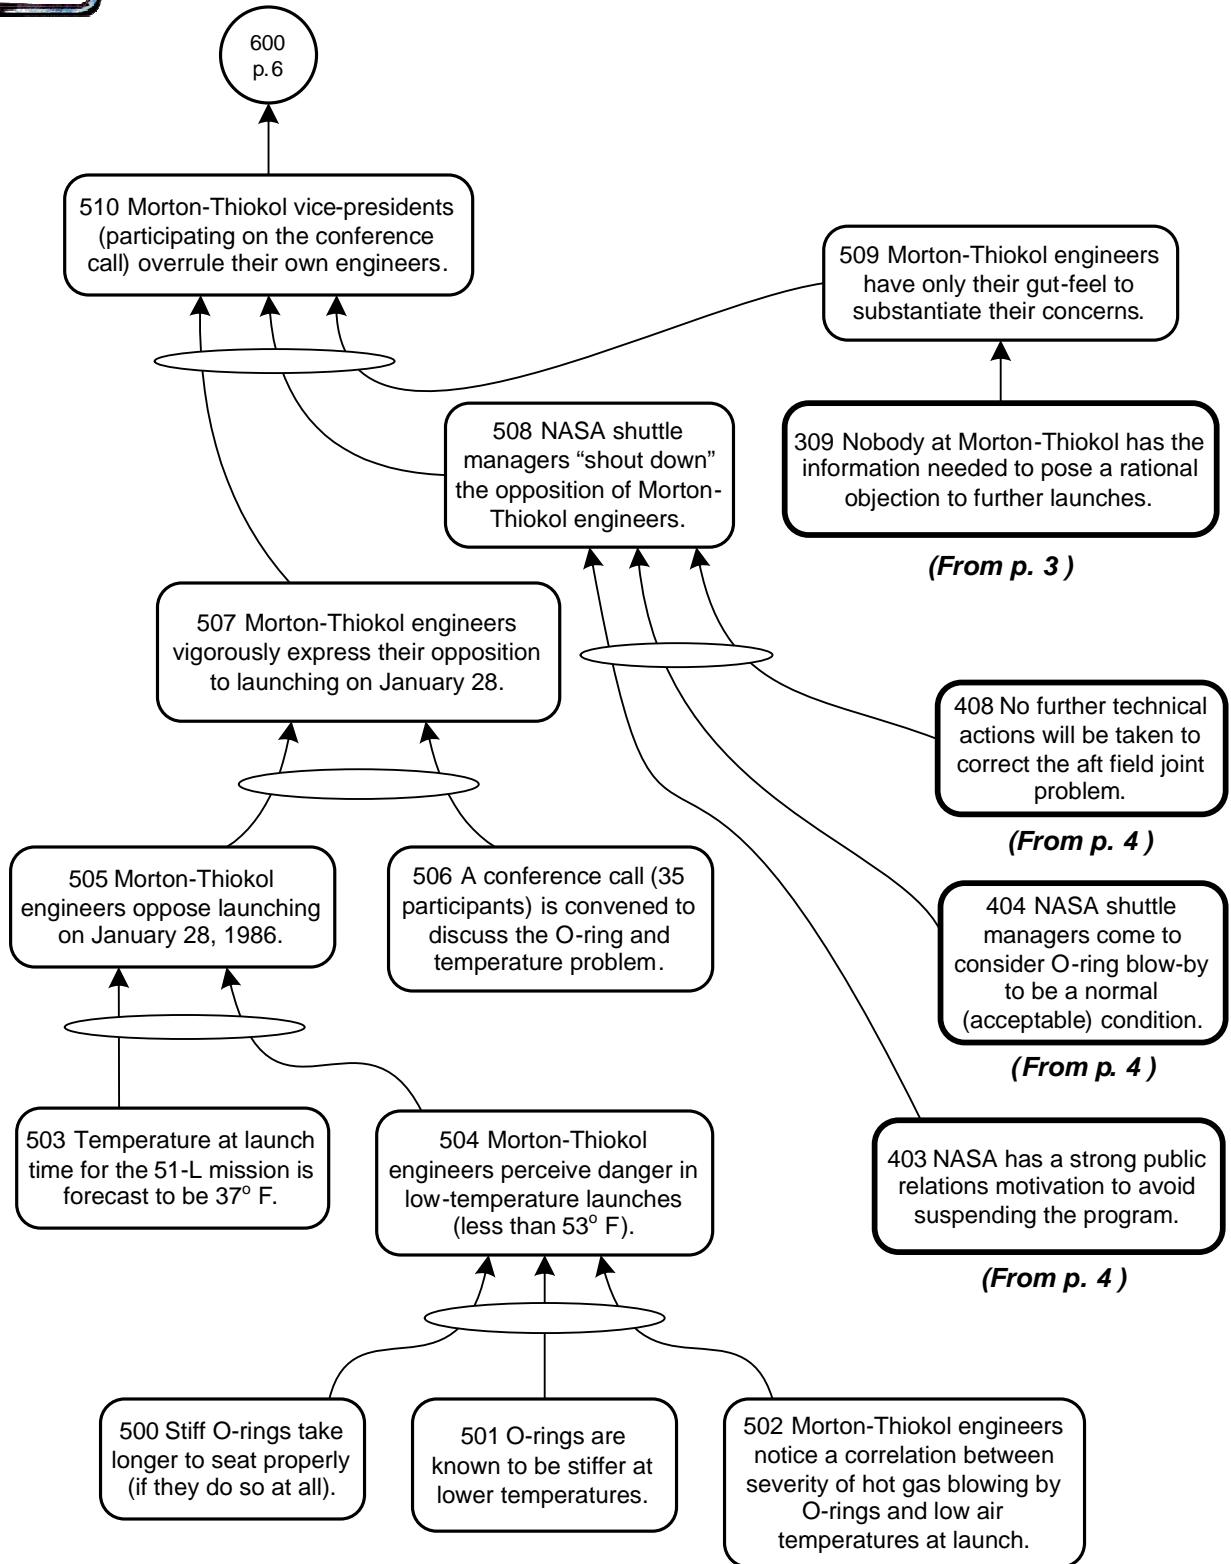 600
p.6
510 Morton-Thiokol vice-presidents
(participating on the conference
call) overrule their own engineers.
509 Morton-Thiokol engineers
have only their gut-feel to
substantiate their concerns.
508 NASA shuttle
managers “shout down”
the opposition of Morton-
Thiokol engineers.
309 Nobody at Morton-Thiokol has the
information needed to pose a rational
objection to further launches.
(From p. 3 )
507 Morton-Thiokol engineers
vigorously express their opposition
to launching on January 28.
408 No further technical
actions will be taken to
correct the aft field joint
problem.
(From p. 4 )
505 Morton-Thiokol
engineers oppose launching
on January 28, 1986.
506 A conference call (35
participants) is convened to
discuss the O-ring and
temperature problem.
404 NASA shuttle
managers come to
consider O-ring blow-by
to be a normal
(acceptable) condition.
(From p. 4 )
503 Temperature at launch
time for the 51-L mission is
forecast to be 37° F.
504 Morton-Thiokol
engineers perceive danger in
low-temperature launches
(less than 53° F).
403 NASA has a strong public
relations motivation to avoid
suspending the program.
(From p. 4 )
500 Stiff O-rings take
longer to seat properly
(if they do so at all).
501 O-rings are
known to be stiffer at
lower temperatures.
502 Morton-Thiokol engineers
notice a correlation between
severity of hot gas blowing by
O-rings and low air
temperatures at launch.